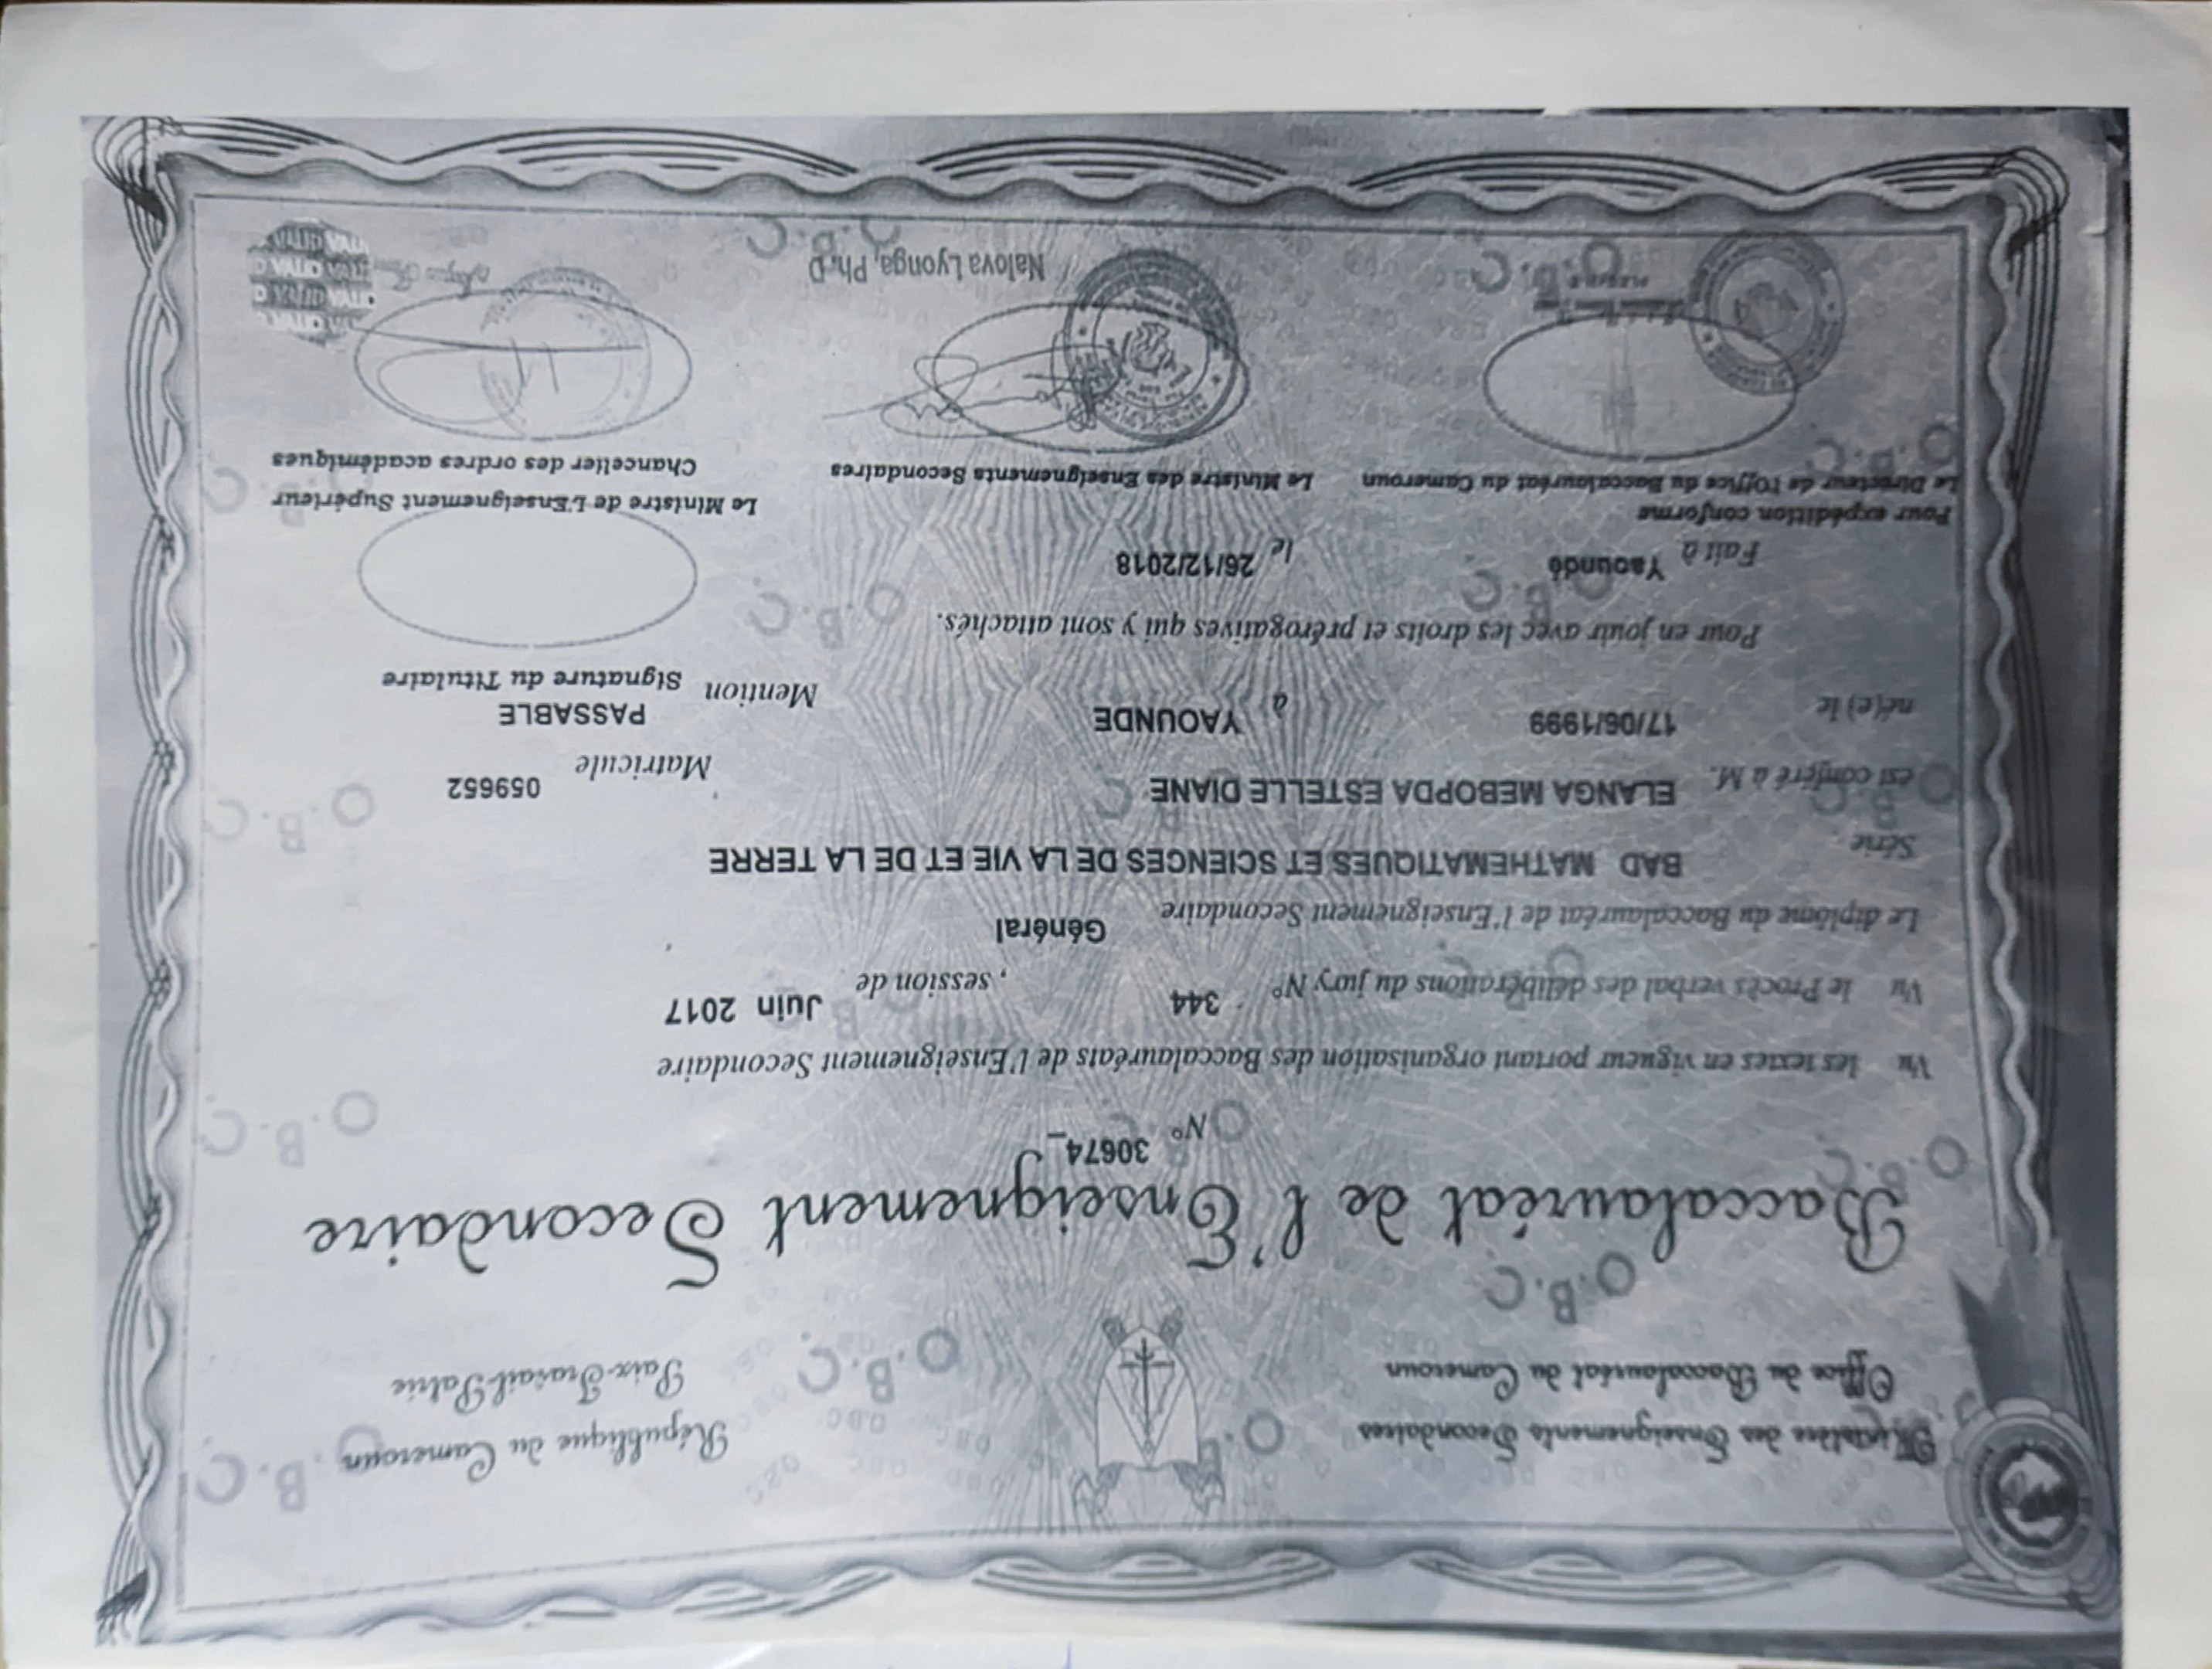 Ministère des Enseignements Secondaires
Office du Baccalauréat du Cameroun
République du Cameroun
Paix-Travail-Patrie
Baccalauréat de l'Enseignement Secondaire
N° 30674
Vu les textes en vigueur portant organisation des Baccalauréats de l'Enseignement Secondaire
Vu le Procès verbal des délibérations du jury N° 344 , session de Juin 2017
Le diplôme du Baccalauréat de l'Enseignement Secondaire Général
Série BAD MATHEMATIQUES ET SCIENCES DE LA VIE ET DE LA TERRE
est conféré à M. ELANGA MEBOPDA ESTELLE DIANE Matricule 059652
né(e) le 17/06/1999 à YAOUNDE Mention PASSABLE
Pour en jouir avec les droits et prérogatives qui y sont attachés.
Signature du Titulaire
Fait à Yaoundé le 26/12/2018
Pour expédition conforme
Le Directeur de l'Office du Baccalauréat du Cameroun
Le Ministre des Enseignements Secondaires
Le Ministre de L'Enseignement Supérieur
Chancelier des ordres académiques
Nalova Lyonga, Ph.D
VALID VALID
O.B.C